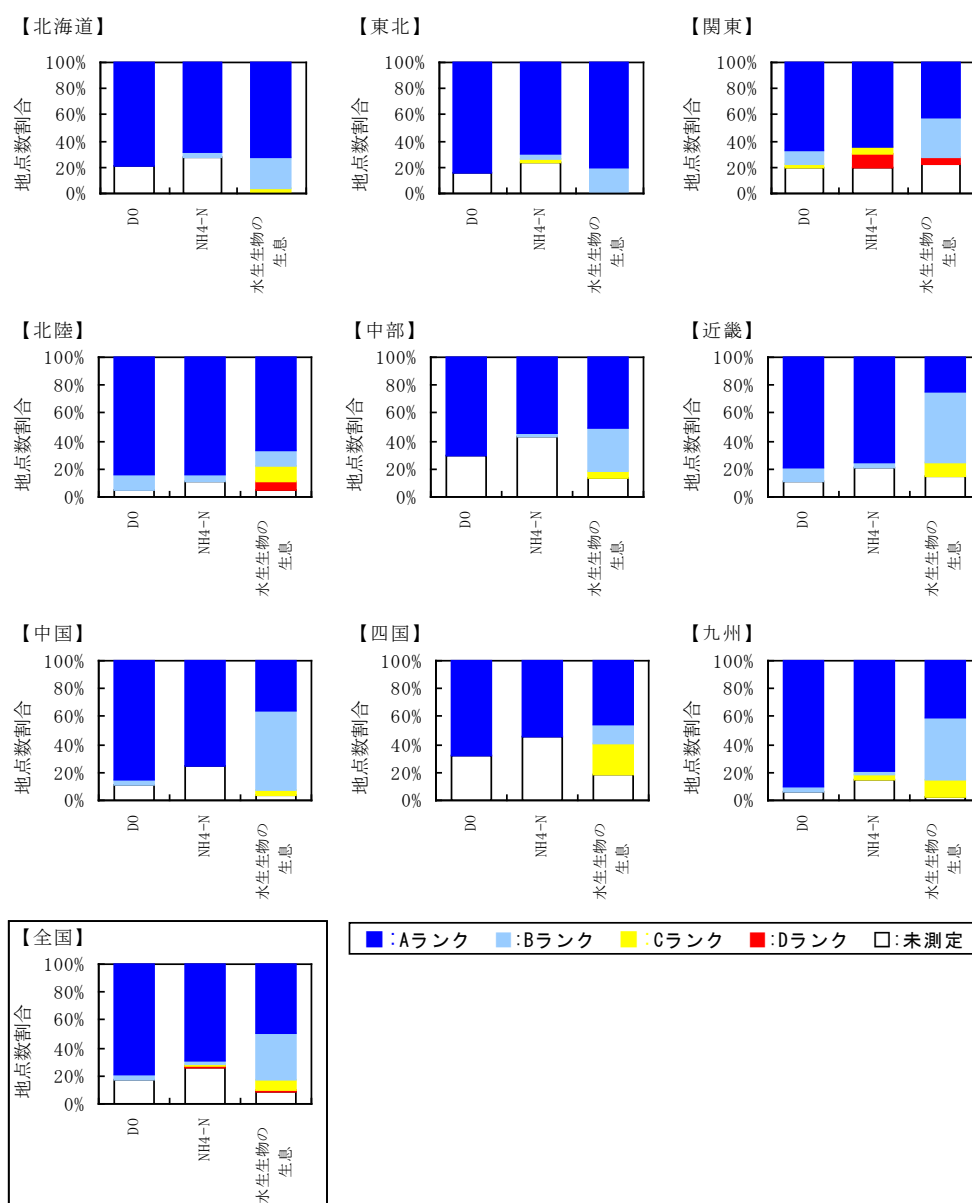 【北海道】
地点数割合
100%
80%
60%
40%
20%
0%
DO
NH4-N
水生生物の
生息
【東北】
地点数割合
100%
80%
60%
40%
20%
0%
DO
NH4-N
水生生物の
生息
【関東】
地点数割合
100%
80%
60%
40%
20%
0%
DO
NH4-N
水生生物の
生息
【北陸】
地点数割合
100%
80%
60%
40%
20%
0%
DO
NH4-N
水生生物の
生息
【中部】
地点数割合
100%
80%
60%
40%
20%
0%
DO
NH4-N
水生生物の
生息
【近畿】
地点数割合
100%
80%
60%
40%
20%
0%
DO
NH4-N
水生生物の
生息
【中国】
地点数割合
100%
80%
60%
40%
20%
0%
DO
NH4-N
水生生物の
生息
【四国】
地点数割合
100%
80%
60%
40%
20%
0%
DO
NH4-N
水生生物の
生息
【九州】
地点数割合
100%
80%
60%
40%
20%
0%
DO
NH4-N
水生生物の
生息
【全国】
地点数割合
100%
80%
60%
40%
20%
0%
DO
NH4-N
水生生物の
生息
:Aランク :Bランク :Cランク :Dランク :未測定